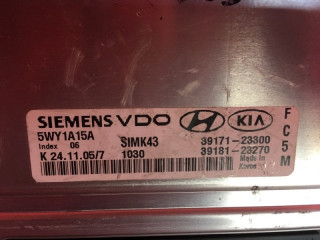 SIEMENS VDO KIA
5WY1A15A
Index 06 SIMK43 39171-23300
K 24.11.05/7 1030 39181-23270
Made in
Korea
F
C
5
M